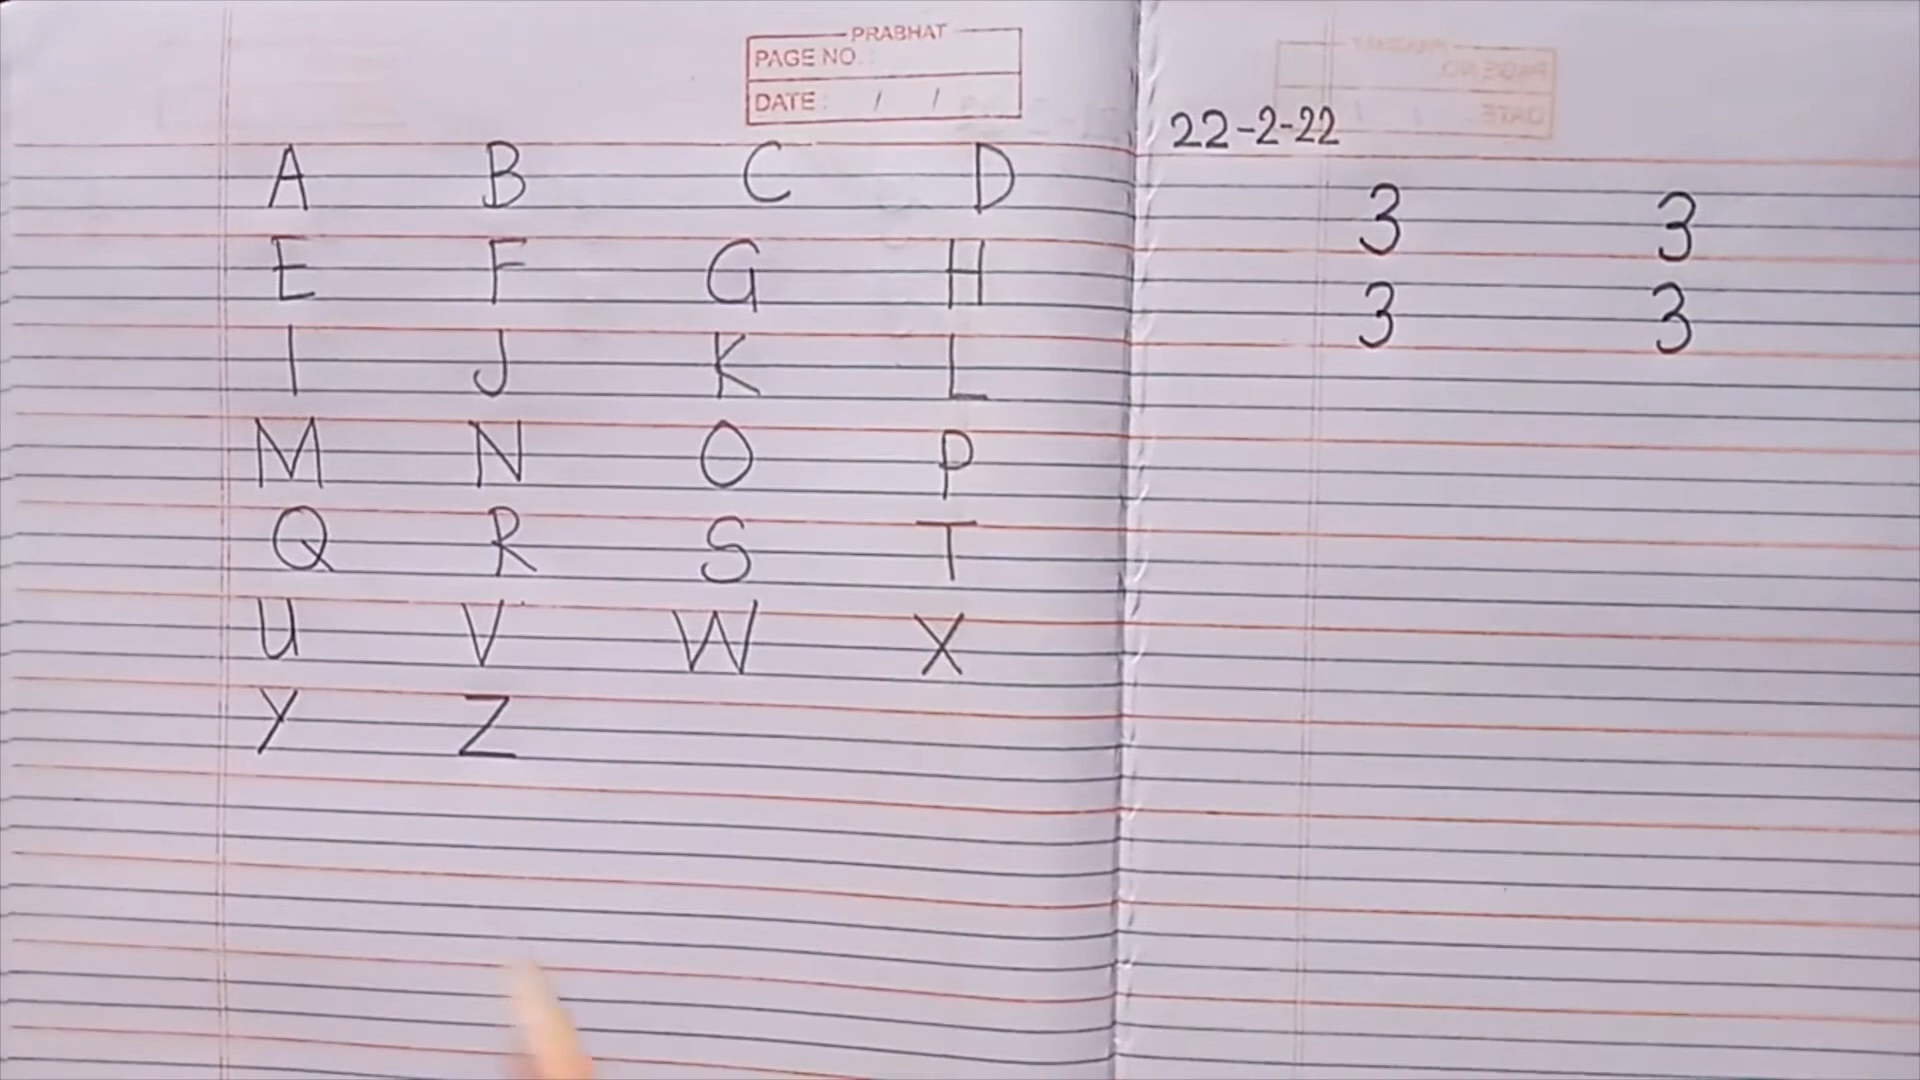 PRABHAT
PAGE NO. :
DATE : / /
A B C D
E F G H
I J K L
M N O P
Q R S T
U V W X
Y Z
22-2-22
3 3
3 3